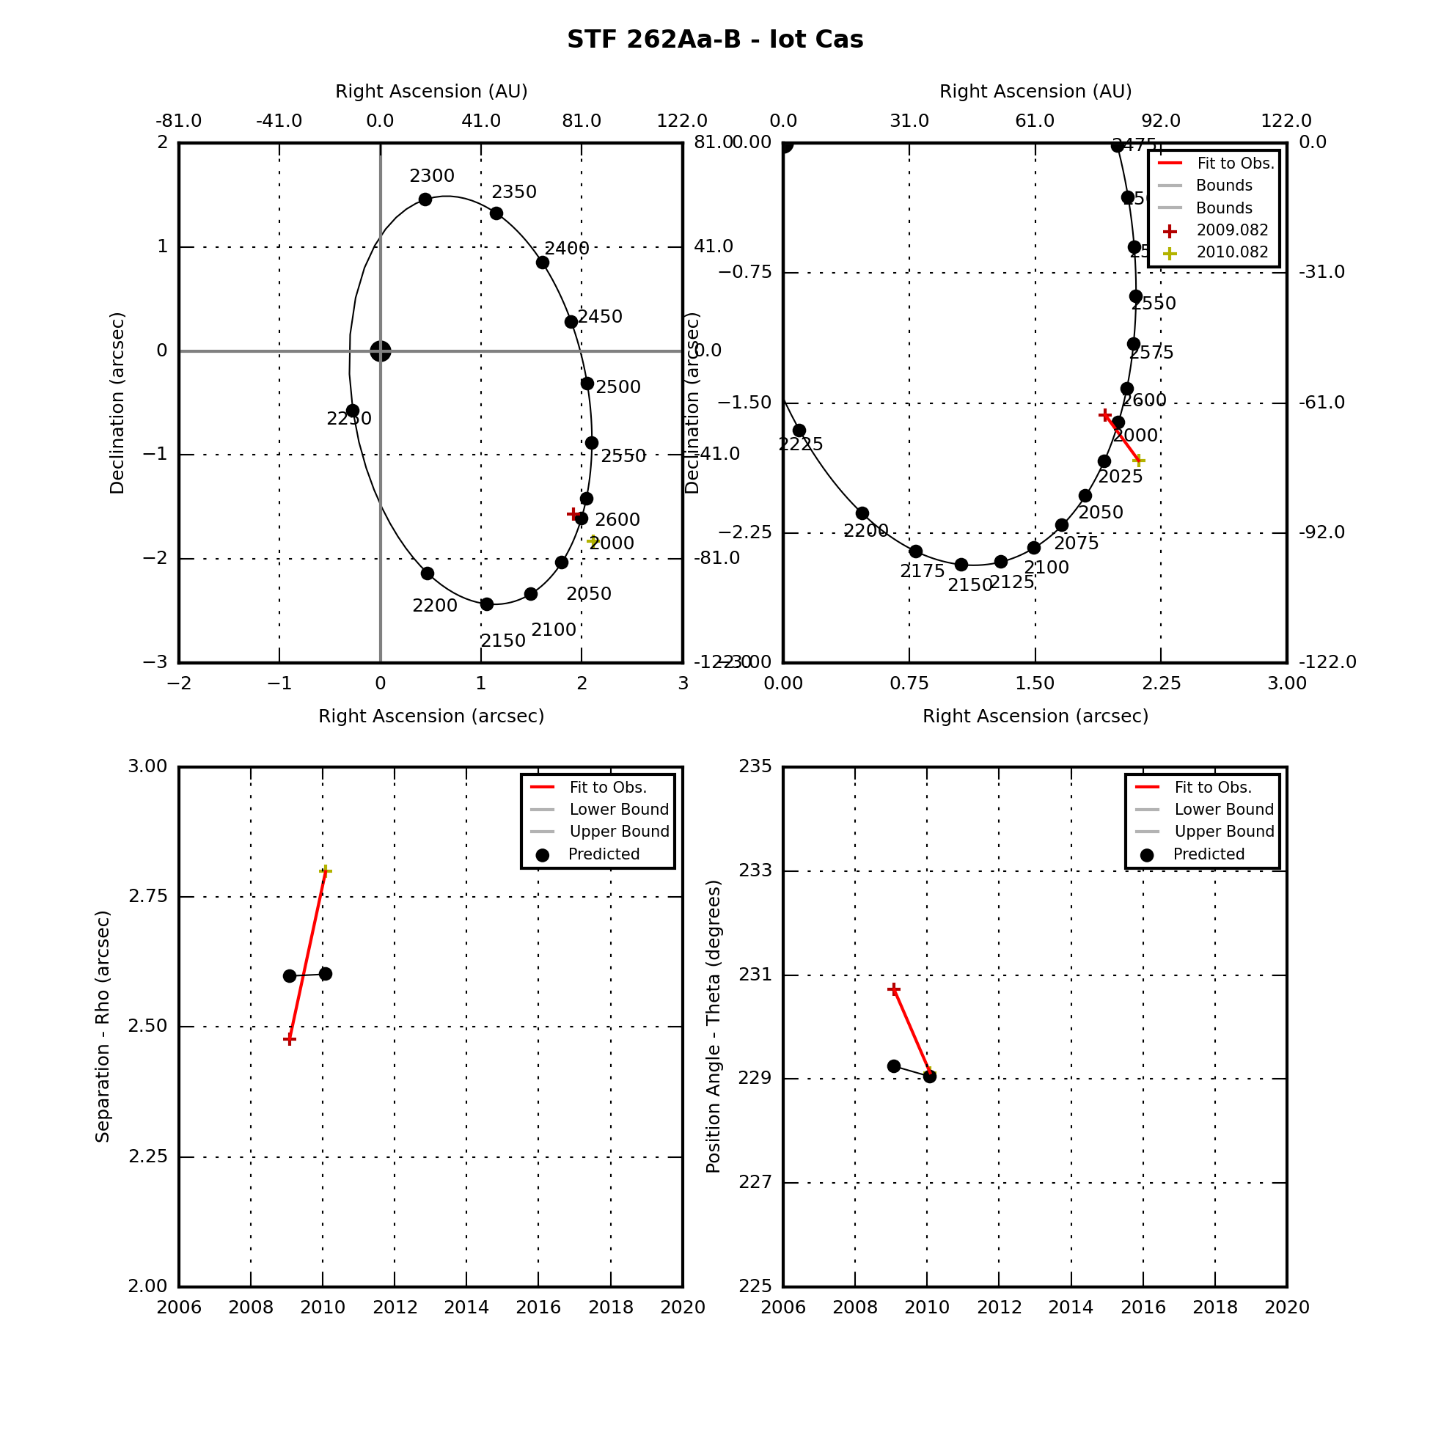 STF 262Aa-B - Iot Cas
Right Ascension (AU)
-81.0 -41.0 0.0 41.0 81.0 122.0
2 1 0 −1 −2 −3
Declination (arcsec)
2300
2350
2400
2450
2500
2250
2550
2600
2000
2050
2200
2100
2150
81.0 41.0 0.0 -41.0 -81.0 -122.0
−2 −1 0 1 2 3
Right Ascension (arcsec)
Right Ascension (AU)
0.0 31.0 61.0 92.0 122.0
0.00 −0.75 −1.50 −2.25 −3.00
Declination (arcsec)
2475
Fit to Obs.
Bounds
Bounds
2009.082
2010.082
2550
2575
2600
2000
2225
2025
2050
2200
2075
2100
2175
2125
2150
0.0 -31.0 -61.0 -92.0 -122.0
0.00 0.75 1.50 2.25 3.00
Right Ascension (arcsec)
3.00 2.75 2.50 2.25 2.00
Separation - Rho (arcsec)
Fit to Obs.
Lower Bound
Upper Bound
Predicted
2006 2008 2010 2012 2014 2016 2018 2020
235 233 231 229 227 225
Position Angle - Theta (degrees)
Fit to Obs.
Lower Bound
Upper Bound
Predicted
2006 2008 2010 2012 2014 2016 2018 2020